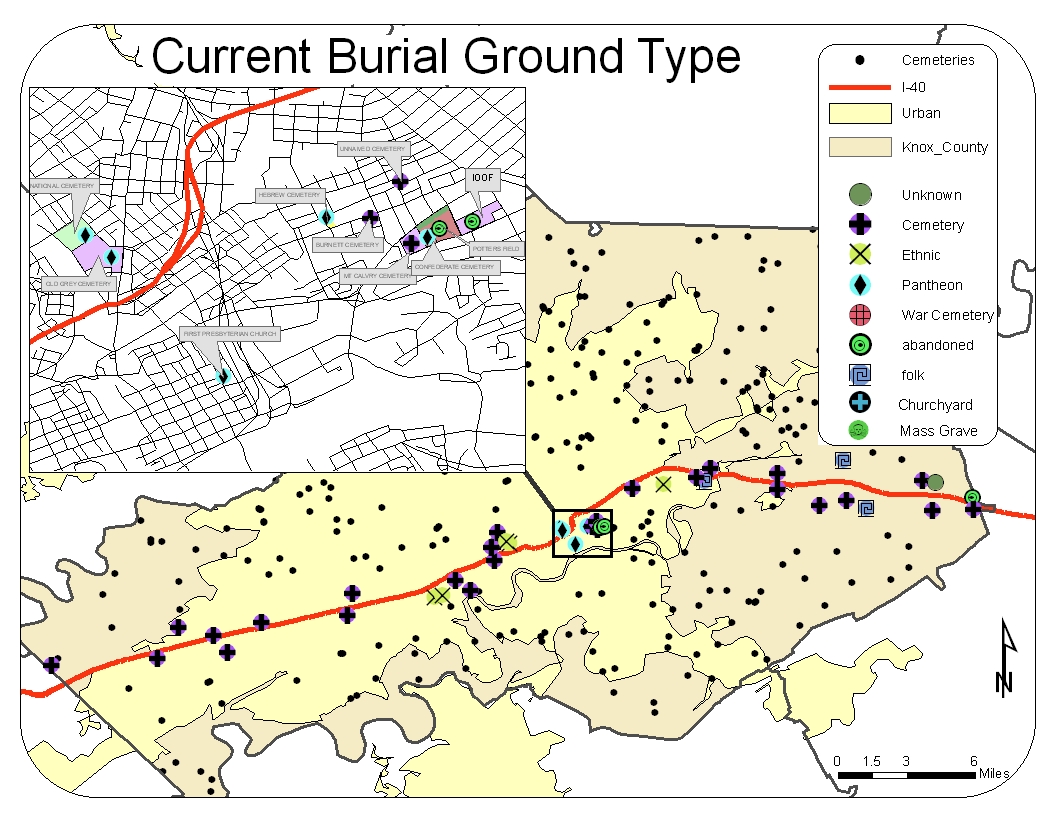 Current Burial Ground Type
Cemeteries
I-40
Urban
Knox_County
Unknown
Cemetery
Ethnic
Pantheon
War Cemetery
abandoned
folk
Churchyard
Mass Grave
UNNAMED CEMETERY
NATIONAL CEMETERY
HEBREW CEMETERY
IOOF
BURNETT CEMETERY
POTTERS FIELD
MT CALVRY CEMETERY
CONFEDERATE CEMETERY
OLD GREY CEMETERY
FIRST PRESBYTERIAN CHURCH
N
0 1.5 3 6
Miles